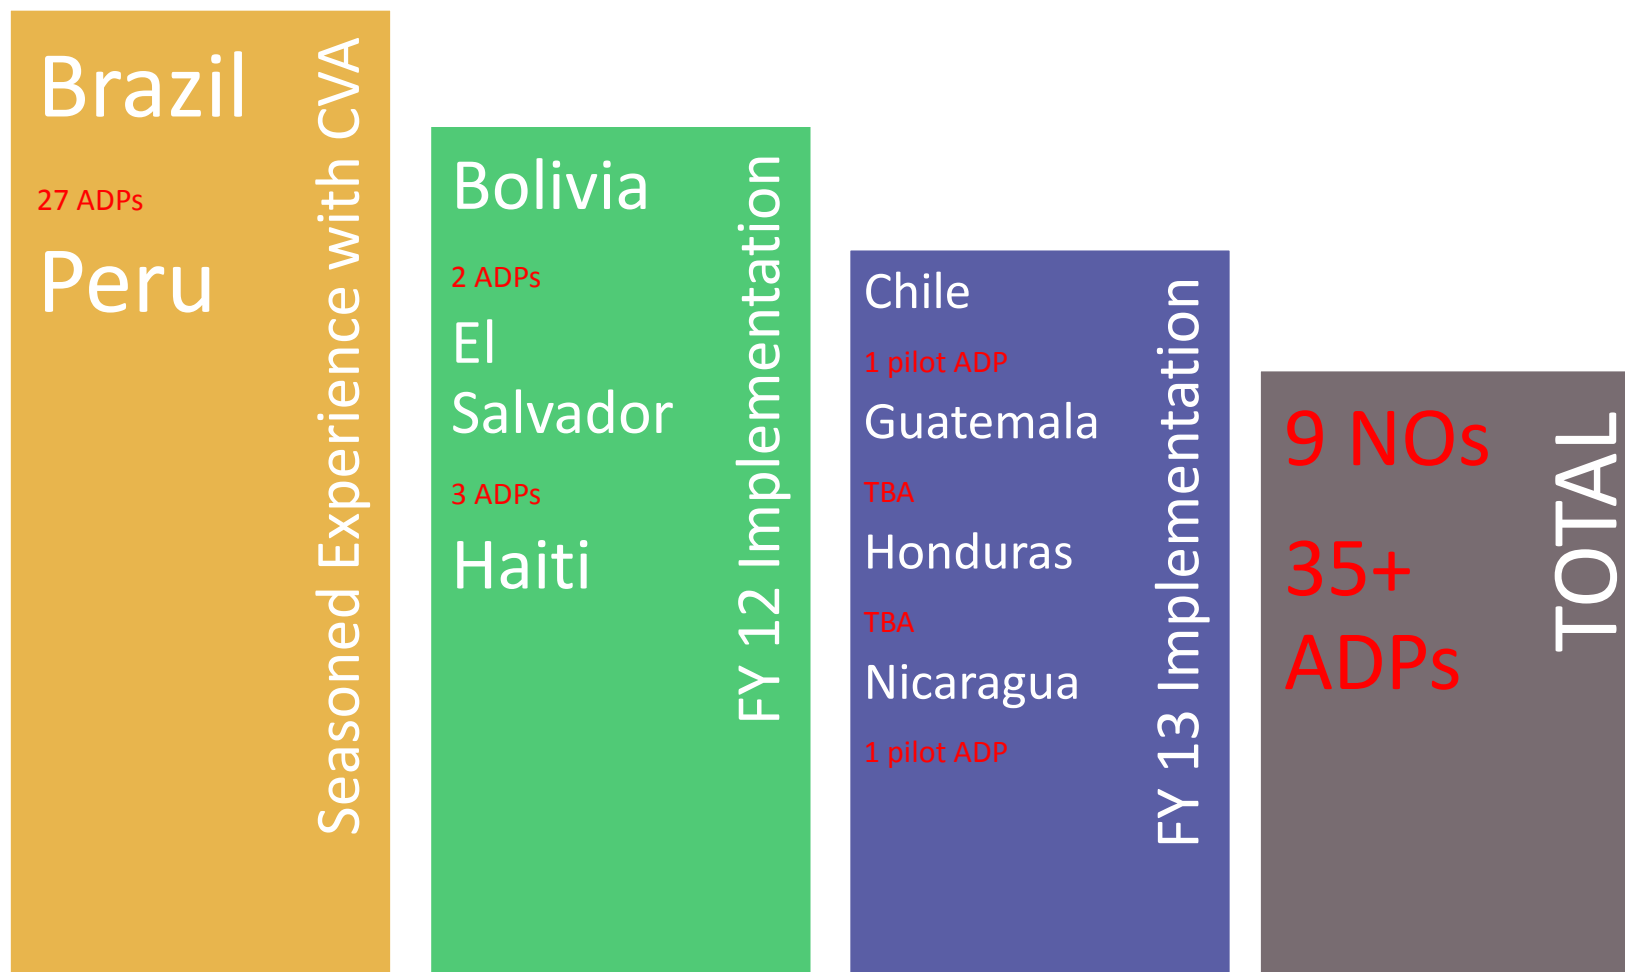 Brazil
27 ADPs
Peru
Seasoned Experience with CVA
Bolivia
2 ADPs
El
Salvador
3 ADPs
Haiti
FY 12 Implementation
Chile
1 pilot ADP
Guatemala
TBA
Honduras
TBA
Nicaragua
1 pilot ADP
FY 13 Implementation
9 NOs
35+
ADPs
TOTAL